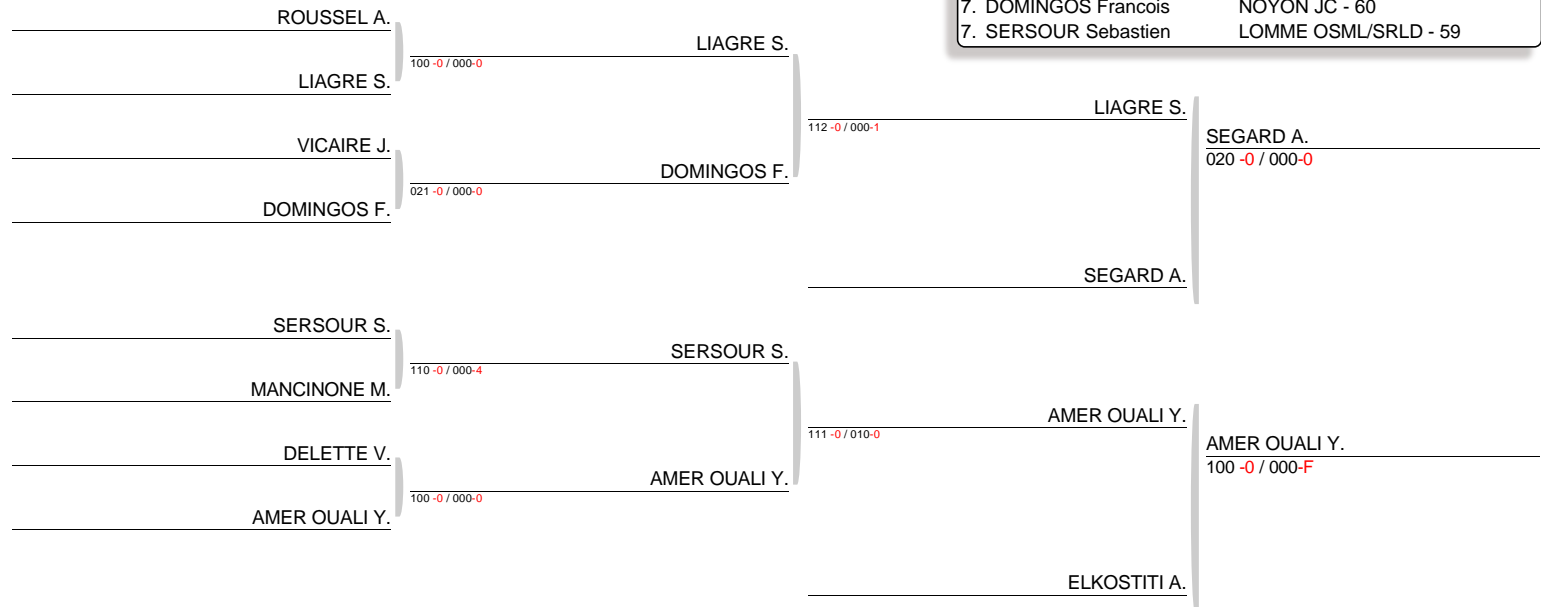 7. DOMINGOS Francois NOYON JC - 60
7. SERSOUR Sebastien LOMME OSML/SRLD - 59
ROUSSEL A.
LIAGRE S.
100 -0 / 000-0
LIAGRE S.
VICAIRE J.
DOMINGOS F.
021 -0 / 000-0
DOMINGOS F.
LIAGRE S.
112 -0 / 000-1
SEGARD A.
SEGARD A.
020 -0 / 000-0
SERSOUR S.
SERSOUR S.
110 -0 / 000-4
MANCINONE M.
DELETTE V.
AMER OUALI Y.
100 -0 / 000-0
AMER OUALI Y.
AMER OUALI Y.
111 -0 / 010-0
ELKOSTITI A.
AMER OUALI Y.
100 -0 / 000-F